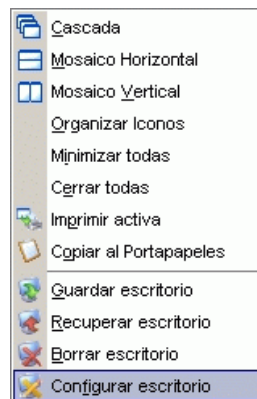 Cascada
Mosaico Horizontal
Mosaico Vertical
Organizar Iconos
Minimizar todas
Cerrar todas
Imprimir activa
Copiar al Portapapeles
Guardar escritorio
Recuperar escritorio
Borrar escritorio
Configurar escritorio